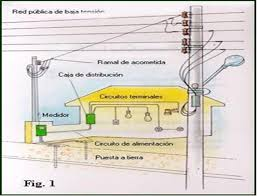 Red pública de baja tensión
Ramal de acometida
Caja de distribución
Circuitos terminales
Medidor
Circuito de alimentación
Puesta a tierra
Fig. 1